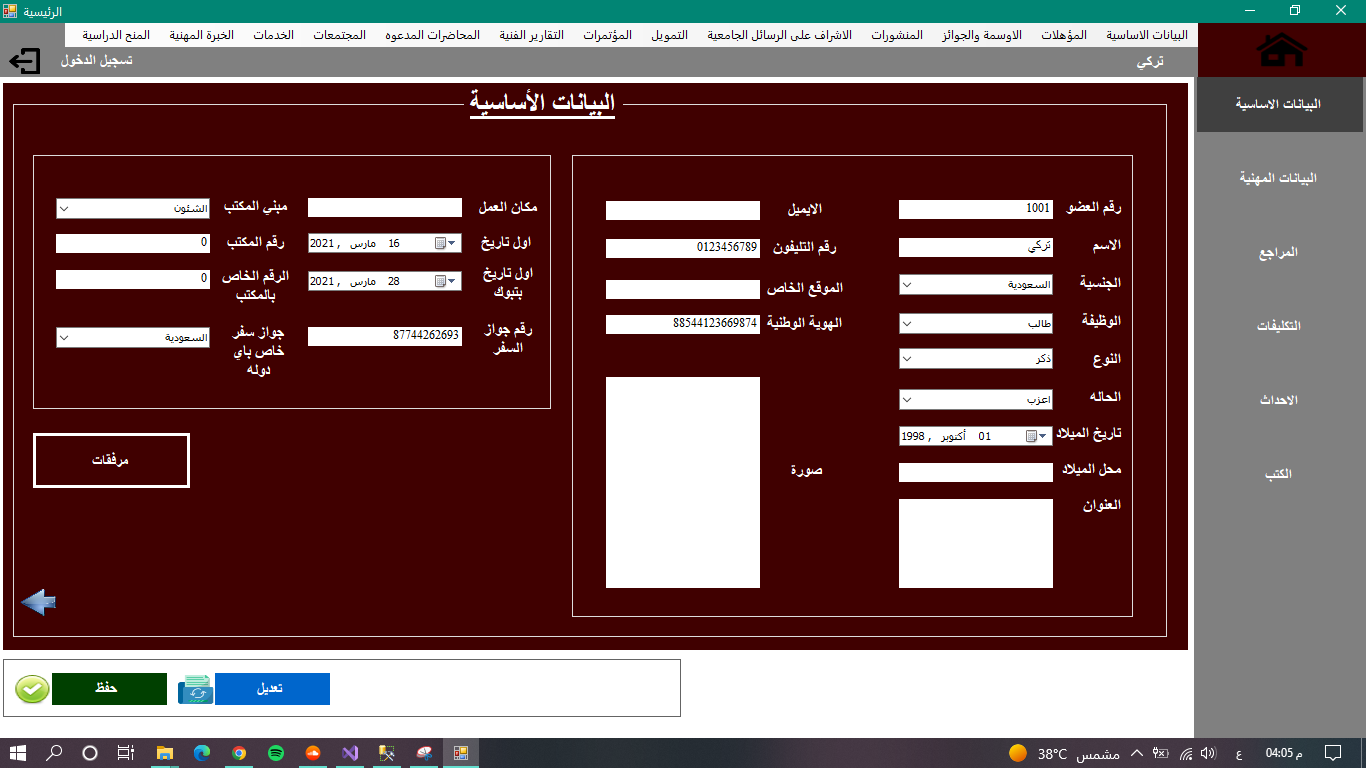 الرئيسية
البيانات الاساسية المؤهلات الاوسمة والجوائز المنشورات الاشراف على الرسائل الجامعية التمويل المؤتمرات التقارير الفنية المحاضرات المدعوه المجتمعات الخدمات الخبرة المهنية المنح الدراسية
تركي
تسجيل الدخول
البيانات الاساسية
البيانات المهنية
المراجع
التكليفات
الاحداث
الكتب
البيانات الأساسية
رقم العضو 1001
الاسم تركي
الجنسية السعودية
الوظيفة طالب
النوع ذكر
الحاله اعزب
تاريخ الميلاد 01 أكتوبر , 1998
محل الميلاد
العنوان
الايميل
رقم التليفون 0123456789
الموقع الخاص
الهوية الوطنية 88544123669874
صورة
مكان العمل
اول تاريخ 16 مارس , 2021
اول تاريخ
بتبوك
28 مارس , 2021
رقم جواز
السفر
87744262693
مبني المكتب الشئون
رقم المكتب 0
الرقم الخاص
بالمكتب
0
جواز سفر
خاص باي
دوله
السعودية
مرفقات
تعديل
حفظ
38°C مشمس
ع
04:05 م